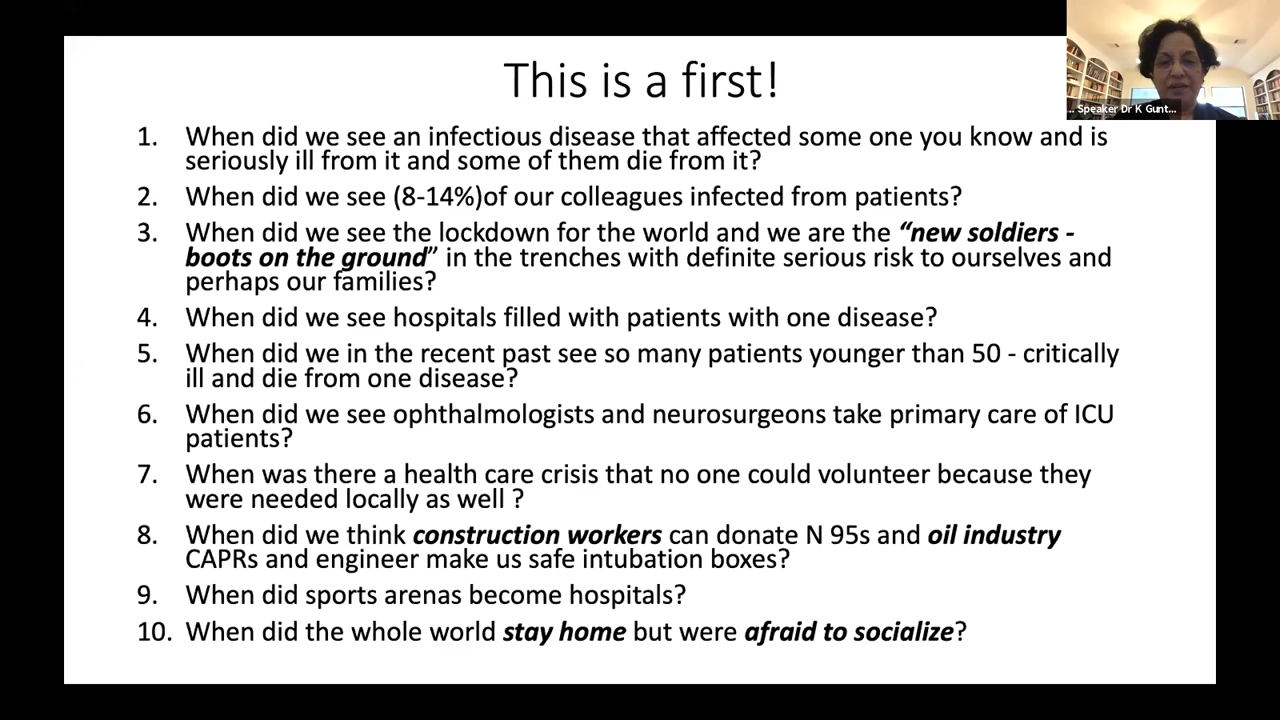 This is a first!
... Speaker Dr K Gunt...
1. When did we see an infectious disease that affected some one you know and is
seriously ill from it and some of them die from it?
2. When did we see (8-14%)of our colleagues infected from patients?
3. When did we see the lockdown for the world and we are the “new soldiers -
boots on the ground” in the trenches with definite serious risk to ourselves and
perhaps our families?
4. When did we see hospitals filled with patients with one disease?
5. When did we in the recent past see so many patients younger than 50 - critically
ill and die from one disease?
6. When did we see ophthalmologists and neurosurgeons take primary care of ICU
patients?
7. When was there a health care crisis that no one could volunteer because they
were needed locally as well ?
8. When did we think construction workers can donate N 95s and oil industry
CAPRs and engineer make us safe intubation boxes?
9. When did sports arenas become hospitals?
10. When did the whole world stay home but were afraid to socialize?